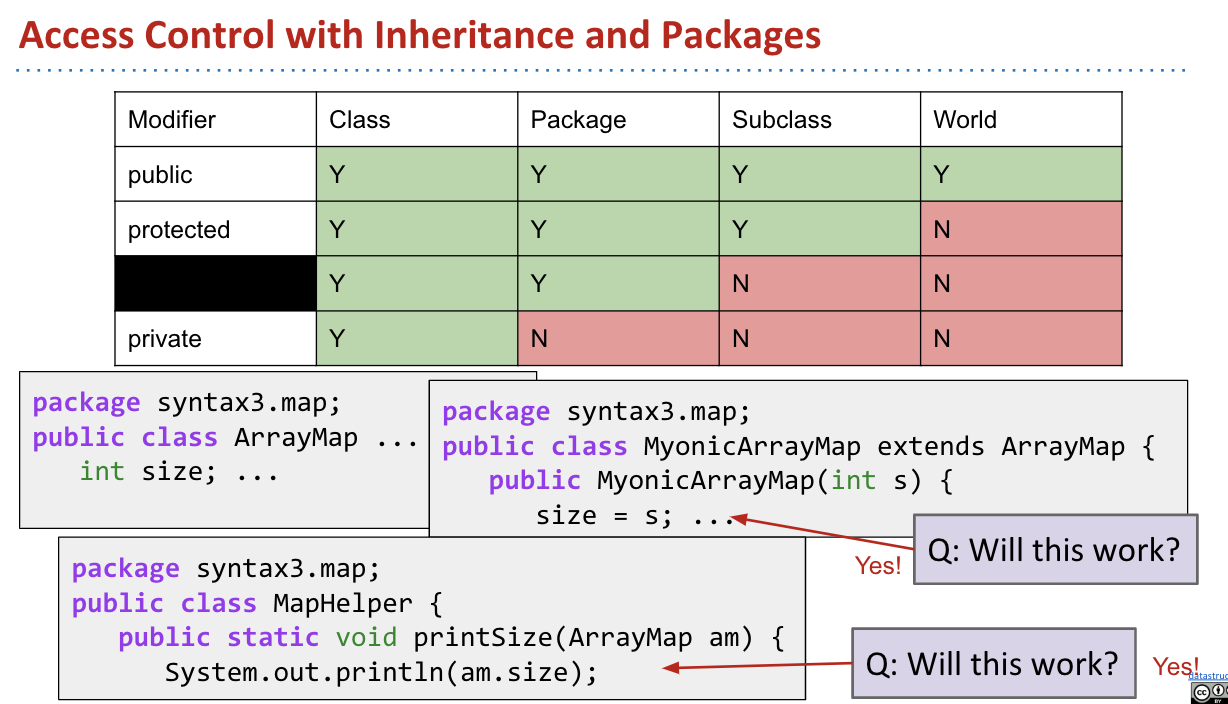 Access Control with Inheritance and Packages
Modifier Class Package Subclass World
public Y Y Y Y
protected Y Y Y N
Y Y N N
private Y N N N
package syntax3.map;
public class ArrayMap ...
int size; ...
package syntax3.map;
public class MyonicArrayMap extends ArrayMap {
public MyonicArrayMap(int s) {
size = s; ...
Q: Will this work?
Yes!
package syntax3.map;
public class MapHelper {
public static void printSize(ArrayMap am) {
System.out.println(am.size);
Q: Will this work?
Yes!
datastruc
CC
BY